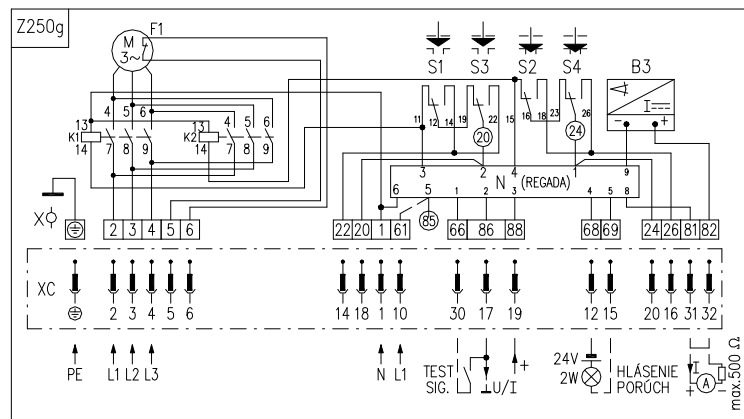 Z250g
F1
M
3~
S1 S3 S2 S4 B3
4 5 6
13 K1 14
7 8 9
13 K2 14
4 5 6
7 8 9
11 12 14 19 22 15 16 18 23 26
20
24
− +
3 2 4 1 9
N (REGADA)
6 5 1 2 3 4 5 8
85
X
2 3 4 5 6 22 20 1 61 66 86 88 68 69 24 26 81 82
XC
2 3 4 5 6 14 18 1 10 30 17 19 12 15 20 16 31 32
PE L1 L2 L3 N L1
TEST
SIG.
U/I
+
24V
2W
HLÁSENIE
PORÚCH
I
A
+ −
max.500 Ω